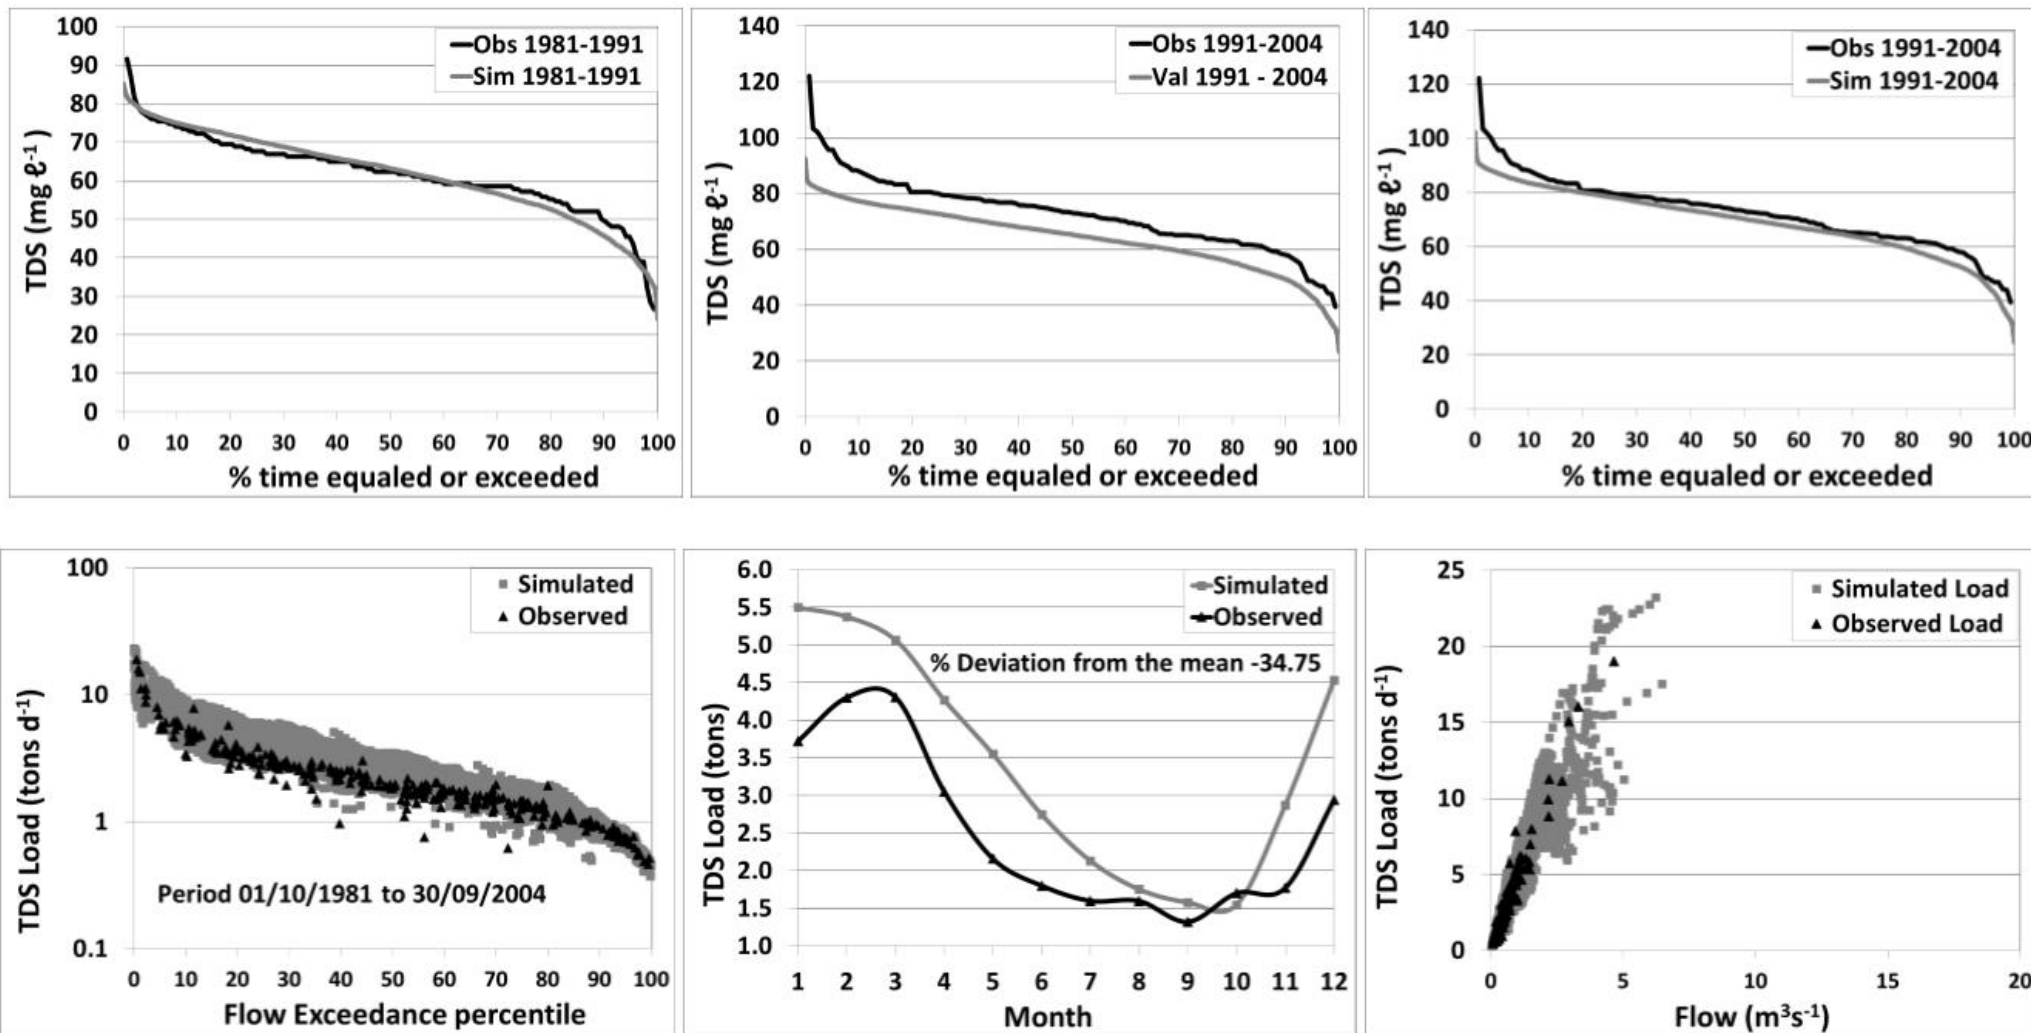 100
90
80
70
60
50
40
30
20
10
0
TDS (mg ℓ⁻¹)
Obs 1981-1991
Sim 1981-1991
0 10 20 30 40 50 60 70 80 90 100
% time equaled or exceeded
140
120
100
80
60
40
20
0
TDS (mg ℓ⁻¹)
Obs 1991-2004
Val 1991 - 2004
0 10 20 30 40 50 60 70 80 90 100
% time equaled or exceeded
140
120
100
80
60
40
20
0
TDS (mg ℓ⁻¹)
Obs 1991-2004
Sim 1991-2004
0 10 20 30 40 50 60 70 80 90 100
% time equaled or exceeded
100
10
1
0.1
TDS Load (tons d⁻¹)
Simulated
Observed
Period 01/10/1981 to 30/09/2004
0 10 20 30 40 50 60 70 80 90 100
Flow Exceedance percentile
6.0
5.5
5.0
4.5
4.0
3.5
3.0
2.5
2.0
1.5
1.0
TDS Load (tons)
Simulated
Observed
% Deviation from the mean -34.75
1 2 3 4 5 6 7 8 9 10 11 12
Month
25
20
15
10
5
0
TDS Load (tons d⁻¹)
Simulated Load
Observed Load
0 5 10 15 20
Flow (m³s⁻¹)